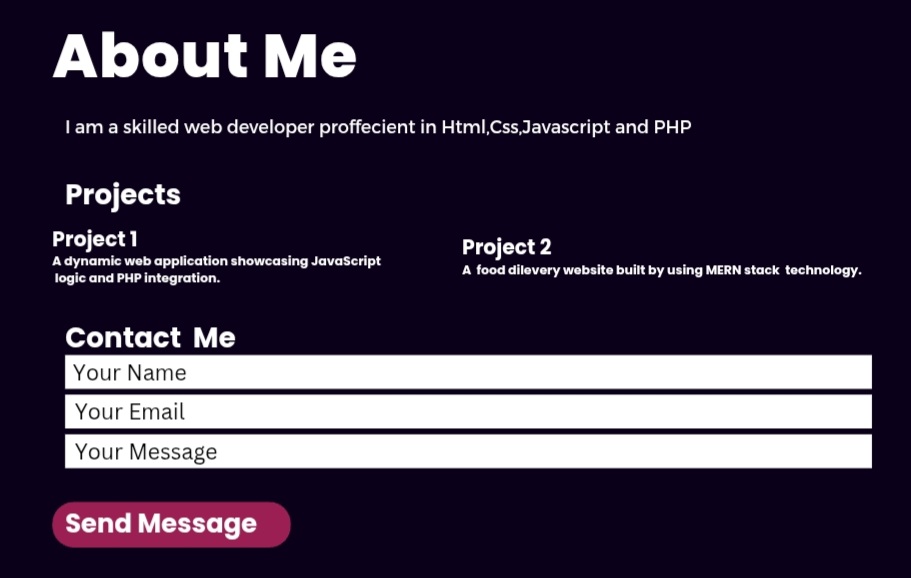 About Me
I am a skilled web developer proffecient in Html,Css,Javascript and PHP
Projects
Project 1
A dynamic web application showcasing JavaScript
logic and PHP integration.
Project 2
A food dilevery website built by using MERN stack technology.
Contact Me
Your Name
Your Email
Your Message
Send Message